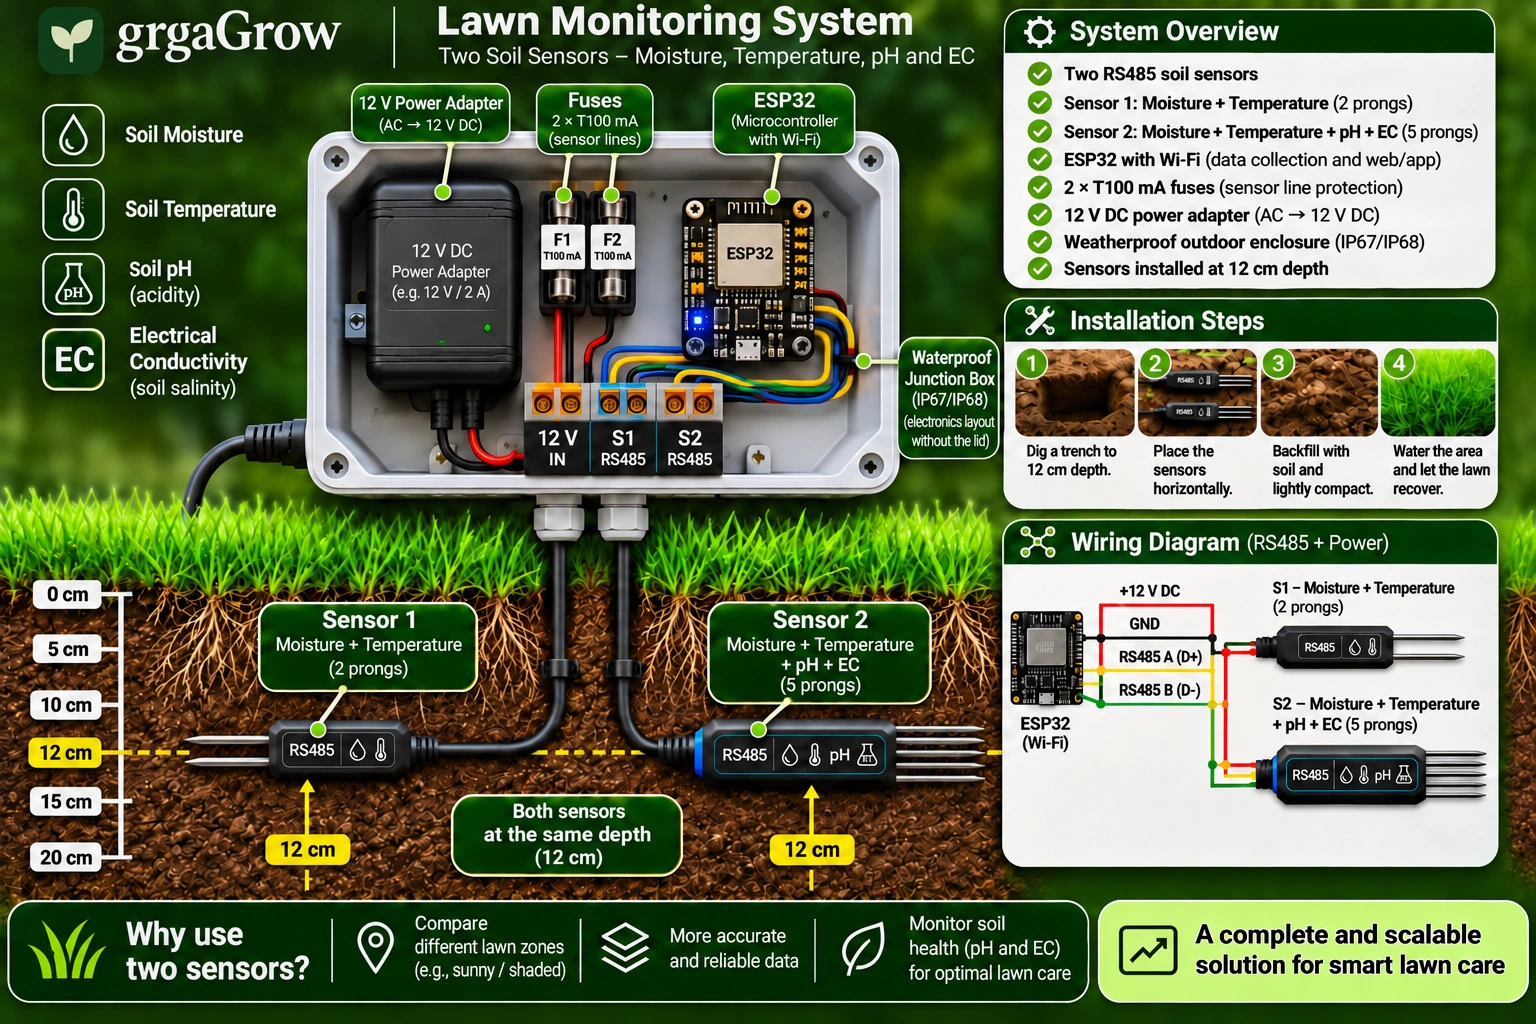 grgaGrow
Lawn Monitoring System
Two Soil Sensors – Moisture, Temperature, pH and EC
Soil Moisture
Soil Temperature
pH
Soil pH
(acidity)
EC
Electrical
Conductivity
(soil salinity)
12 V Power Adapter
(AC → 12 V DC)
Fuses
2 × T100 mA
(sensor lines)
ESP32
(Microcontroller
with Wi-Fi)
12 V DC
Power Adapter
(e.g. 12 V / 2 A)
F1
T100 mA
F2
T100 mA
ESP32
12 V
IN
S1
RS485
S2
RS485
Waterproof
Junction Box
(IP67/IP68)
(electronics layout
without the lid)
0 cm
5 cm
10 cm
12 cm
15 cm
20 cm
Sensor 1
Moisture + Temperature
(2 prongs)
RS485
12 cm
Both sensors
at the same depth
(12 cm)
Sensor 2
Moisture + Temperature
+ pH + EC
(5 prongs)
RS485
pH
12 cm
System Overview
Two RS485 soil sensors
Sensor 1: Moisture + Temperature (2 prongs)
Sensor 2: Moisture + Temperature + pH + EC (5 prongs)
ESP32 with Wi-Fi (data collection and web/app)
2 × T100 mA fuses (sensor line protection)
12 V DC power adapter (AC → 12 V DC)
Weatherproof outdoor enclosure (IP67/IP68)
Sensors installed at 12 cm depth
Installation Steps
1
Dig a trench to
12 cm depth.
2
RS485
RS485
Place the
sensors
horizontally.
3
Backfill with
soil and
lightly compact.
4
Water the area
and let the lawn
recover.
Wiring Diagram (RS485 + Power)
+12 V DC
GND
RS485 A (D+)
RS485 B (D-)
ESP32
(Wi-Fi)
S1 – Moisture + Temperature
(2 prongs)
RS485
S2 – Moisture + Temperature
+ pH + EC (5 prongs)
RS485
pH
Why use
two sensors?
Compare
different lawn zones
(e.g., sunny / shaded)
More accurate
and reliable data
Monitor soil
health (pH and EC)
for optimal lawn care
A complete and scalable
solution for smart lawn care